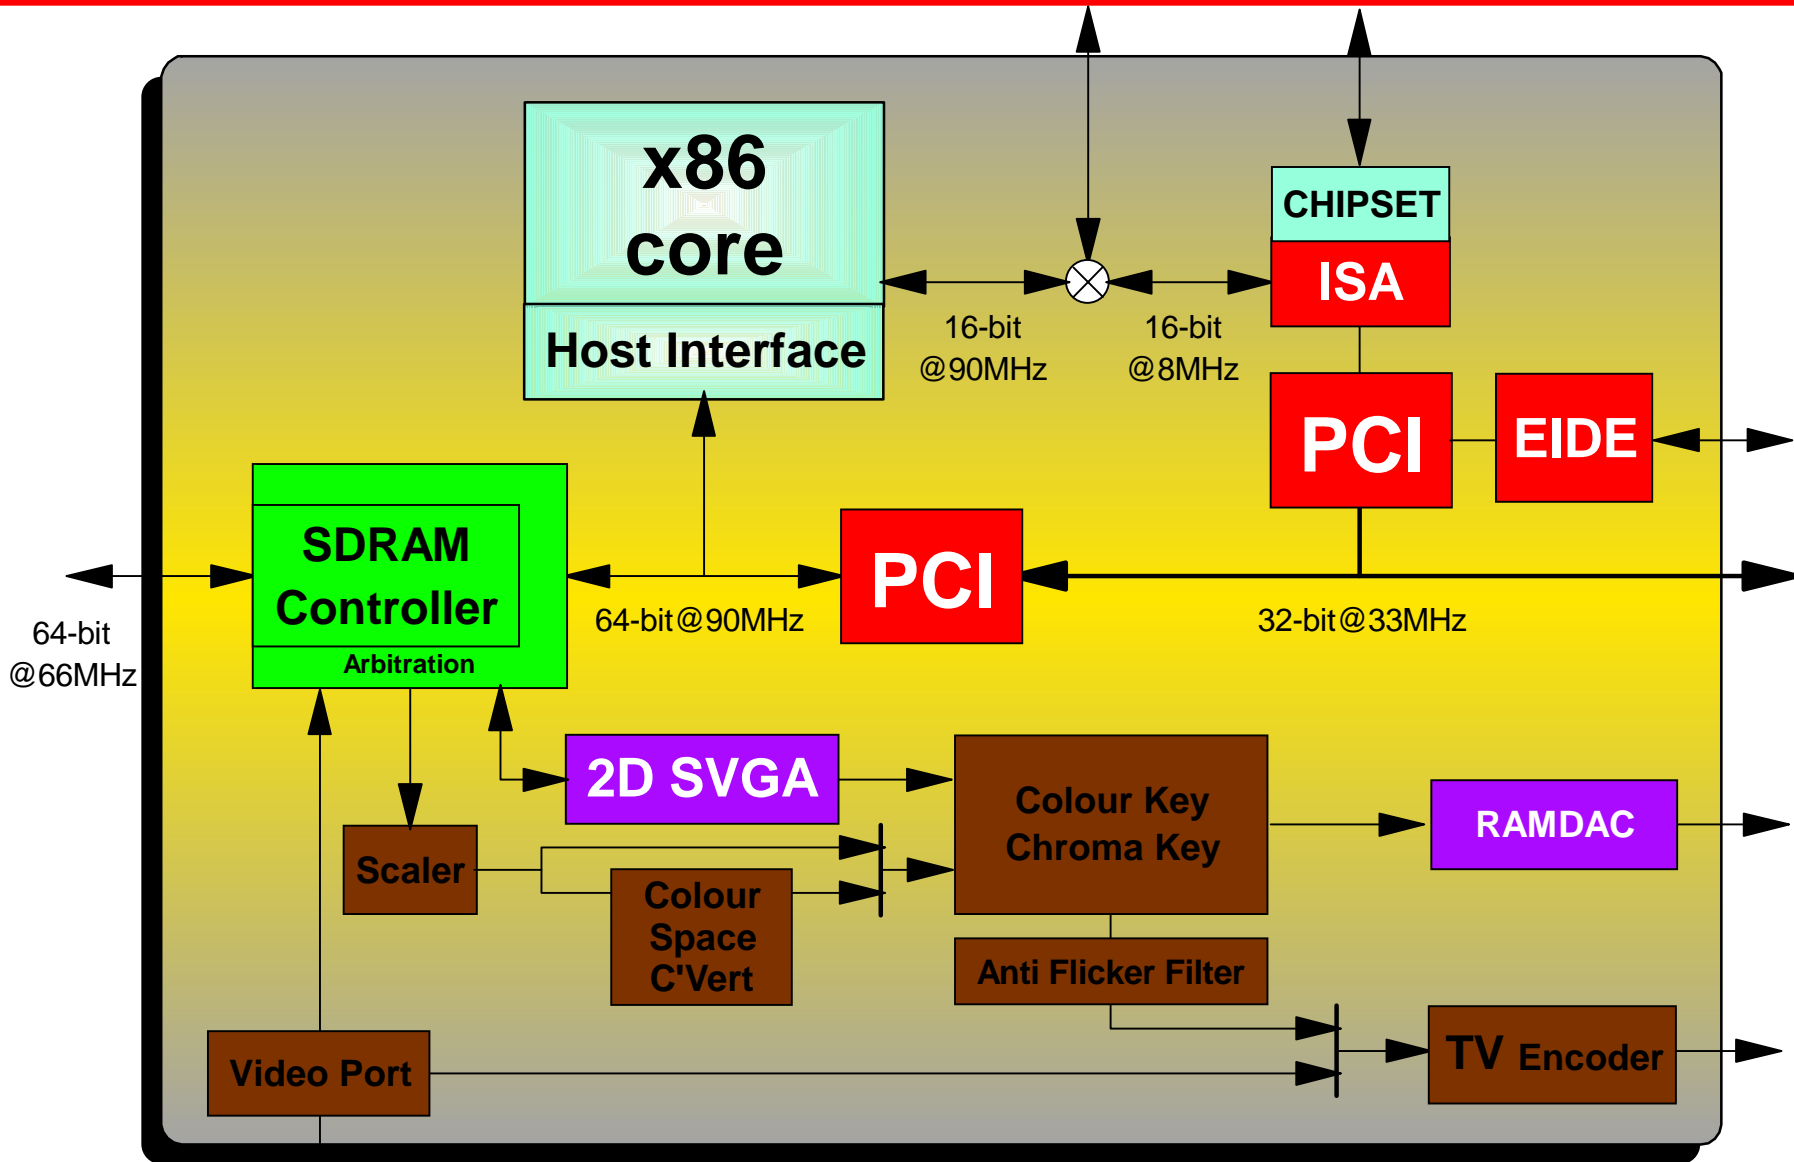 x86
core
Host Interface
CHIPSET
ISA
16-bit
@90MHz
16-bit
@8MHz
PCI
EIDE
SDRAM
Controller
Arbitration
64-bit
@66MHz
64-bit@90MHz
PCI
32-bit@33MHz
2D SVGA
Colour Key
Chroma Key
RAMDAC
Scaler
Colour
Space
C'Vert
Anti Flicker Filter
Video Port
TV Encoder